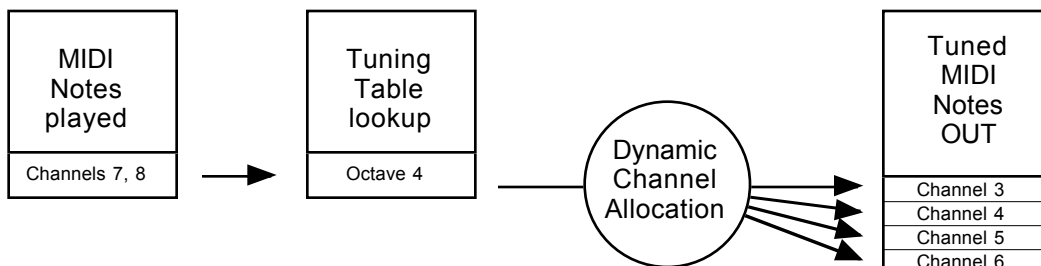 MIDI
Notes
played
Channels 7, 8
Tuning
Table
lookup
Octave 4
Dynamic
Channel
Allocation
Tuned
MIDI
Notes
OUT
Channel 3
Channel 4
Channel 5
Channel 6